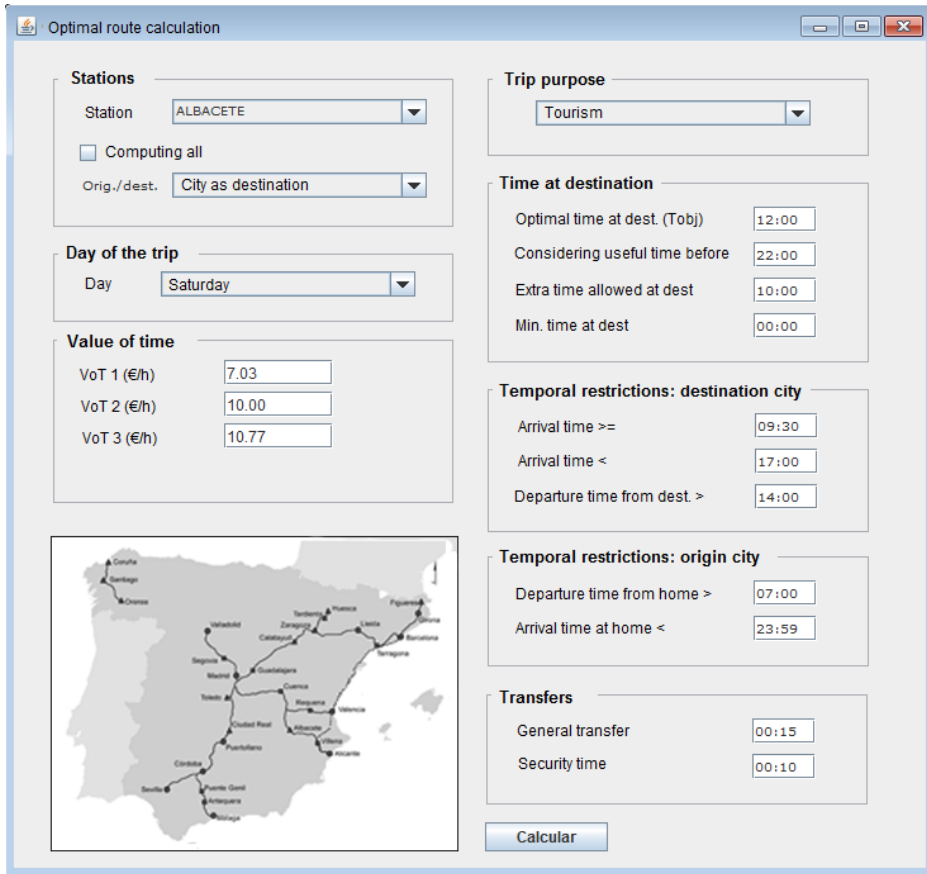 Optimal route calculation
Stations
Station ALBACETE
Computing all
Orig./dest. City as destination
Day of the trip
Day Saturday
Value of time
VoT 1 (€/h) 7.03
VoT 2 (€/h) 10.00
VoT 3 (€/h) 10.77
Coruña
Santiago
Orense
Valladolid
Segovia
Madrid
Toledo
Ciudad Real
Puertollano
Córdoba
Sevilla
Puente Genil
Antequera
Málaga
Guadalajara
Calatayud
Zaragoza
Tardienta
Huesca
Lleida
Figueres
Girona
Barcelona
Tarragona
Cuenca
Requena
Valencia
Albacete
Villena
Alicante
Trip purpose
Tourism
Time at destination
Optimal time at dest. (Tobj) 12:00
Considering useful time before 22:00
Extra time allowed at dest 10:00
Min. time at dest 00:00
Temporal restrictions: destination city
Arrival time >= 09:30
Arrival time < 17:00
Departure time from dest. > 14:00
Temporal restrictions: origin city
Departure time from home > 07:00
Arrival time at home < 23:59
Transfers
General transfer 00:15
Security time 00:10
Calcular